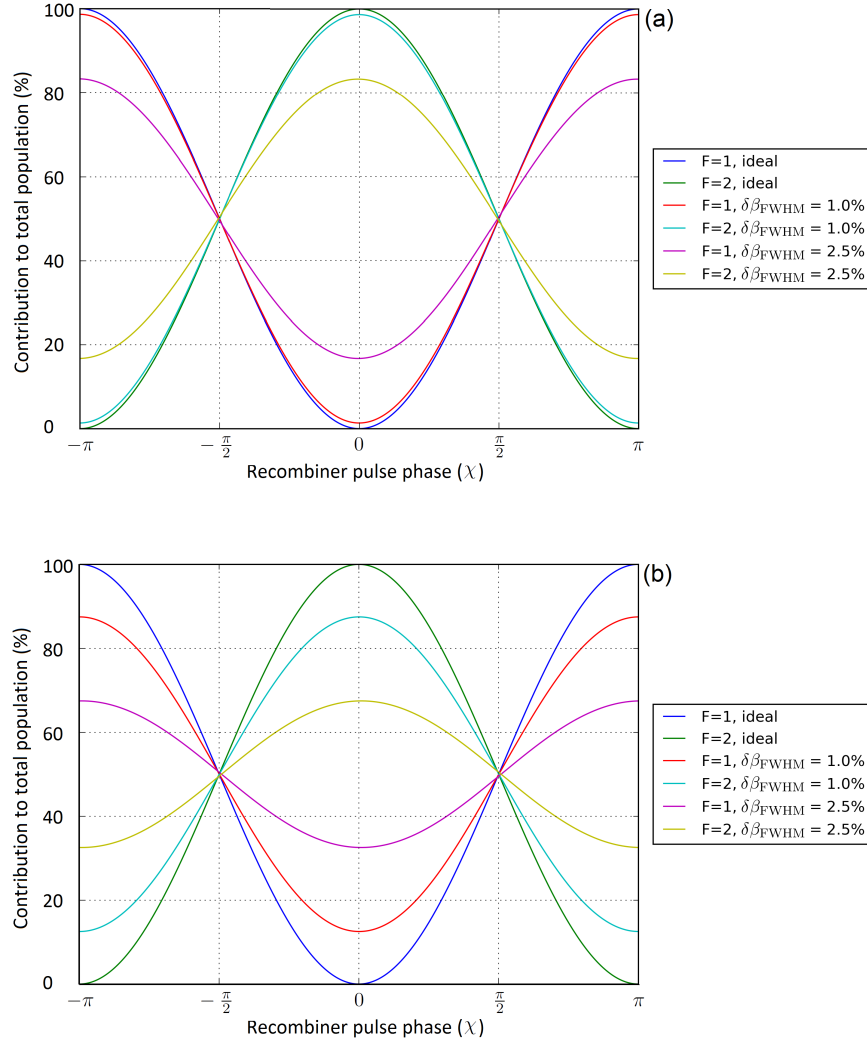 (a)
Contribution to total population (%)
100
80
60
40
20
0
−π
−π/2
0
π/2
π
Recombiner pulse phase (χ)
F=1, ideal
F=2, ideal
F=1, δβFWHM = 1.0%
F=2, δβFWHM = 1.0%
F=1, δβFWHM = 2.5%
F=2, δβFWHM = 2.5%
(b)
Contribution to total population (%)
100
80
60
40
20
0
−π
−π/2
0
π/2
π
Recombiner pulse phase (χ)
F=1, ideal
F=2, ideal
F=1, δβFWHM = 1.0%
F=2, δβFWHM = 1.0%
F=1, δβFWHM = 2.5%
F=2, δβFWHM = 2.5%